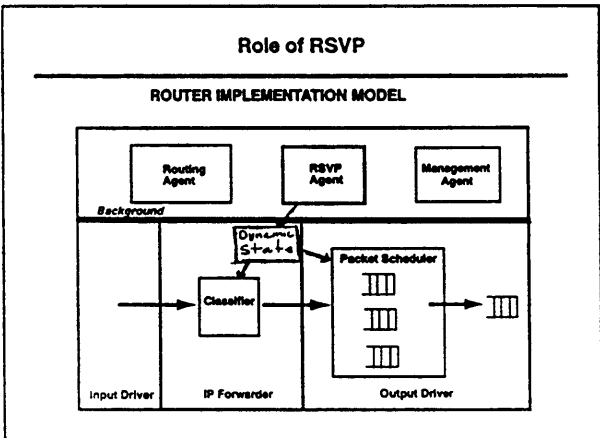 Role of RSVP
ROUTER IMPLEMENTATION MODEL
Routing
Agent
RSVP
Agent
Management
Agent
Background
Dynamic
State
Packet Scheduler
Classifier
Input Driver
IP Forwarder
Output Driver